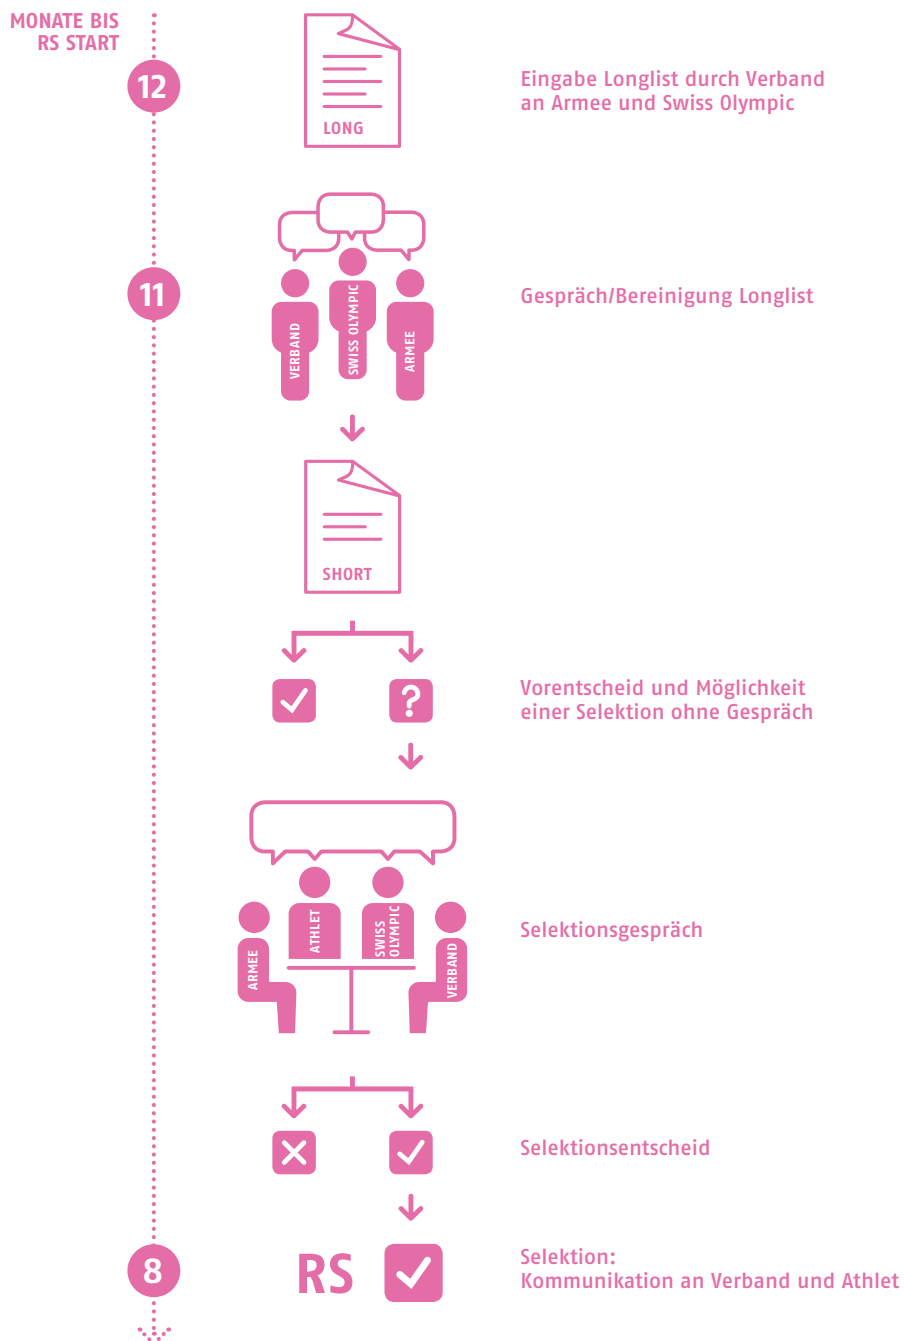 MONATE BIS
RS START
12
LONG
Eingabe Longlist durch Verband
an Armee und Swiss Olympic
11
VERBAND
SWISS OLYMPIC
ARMEE
Gespräch/Bereinigung Longlist
SHORT
?
Vorentscheid und Möglichkeit
einer Selektion ohne Gespräch
ARMEE
ATHLET
SWISS
OLYMPIC
VERBAND
Selektionsgespräch
Selektionsentscheid
8
RS
Selektion:
Kommunikation an Verband und Athlet